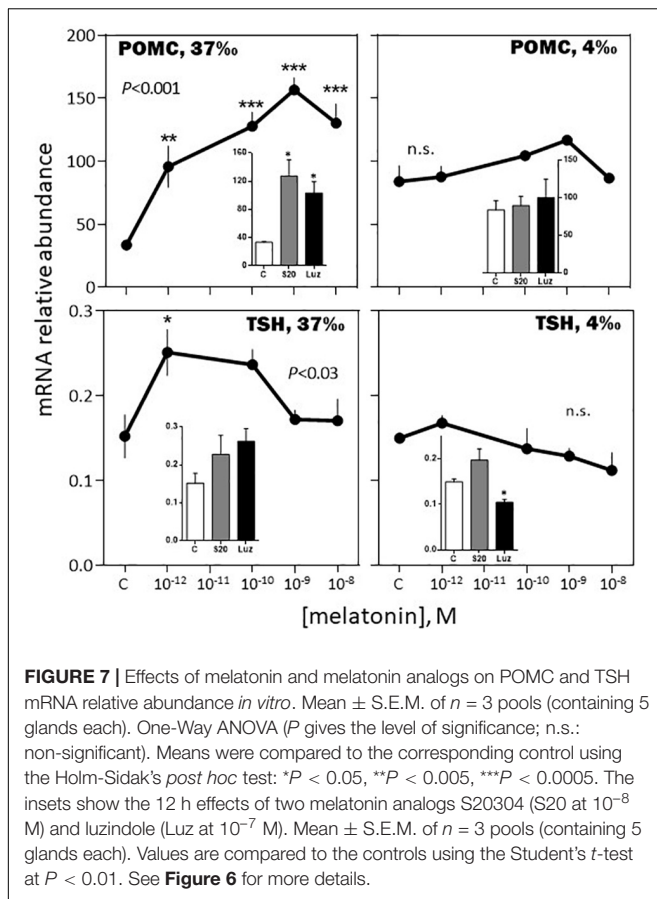 POMC, 37‰
POMC, 4‰
P<0.001
**
***
***
***
n.s.
200
150
100
50
0
160
120
80
40
0
* *
C S20 Luz
150
100
50
0
C S20 Luz
mRNA relative abundance
TSH, 37‰
TSH, 4‰
*
P<0.03
n.s.
0.3
0.2
0.1
0.0
0.3
0.2
0.1
0.0
C S20 Luz
0.2
0.1
0.0
*
C S20 Luz
C 10⁻¹² 10⁻¹¹ 10⁻¹⁰ 10⁻⁹ 10⁻⁸
C 10⁻¹² 10⁻¹¹ 10⁻¹⁰ 10⁻⁹ 10⁻⁸
[melatonin], M
FIGURE 7 | Effects of melatonin and melatonin analogs on POMC and TSH
mRNA relative abundance in vitro. Mean ± S.E.M. of n = 3 pools (containing 5
glands each). One-Way ANOVA (P gives the level of significance; n.s.:
non-significant). Means were compared to the corresponding control using
the Holm-Sidak's post hoc test: *P < 0.05, **P < 0.005, ***P < 0.0005. The
insets show the 12 h effects of two melatonin analogs S20304 (S20 at 10⁻⁸
M) and luzindole (Luz at 10⁻⁷ M). Mean ± S.E.M. of n = 3 pools (containing 5
glands each). Values are compared to the controls using the Student's t-test
at P < 0.01. See Figure 6 for more details.